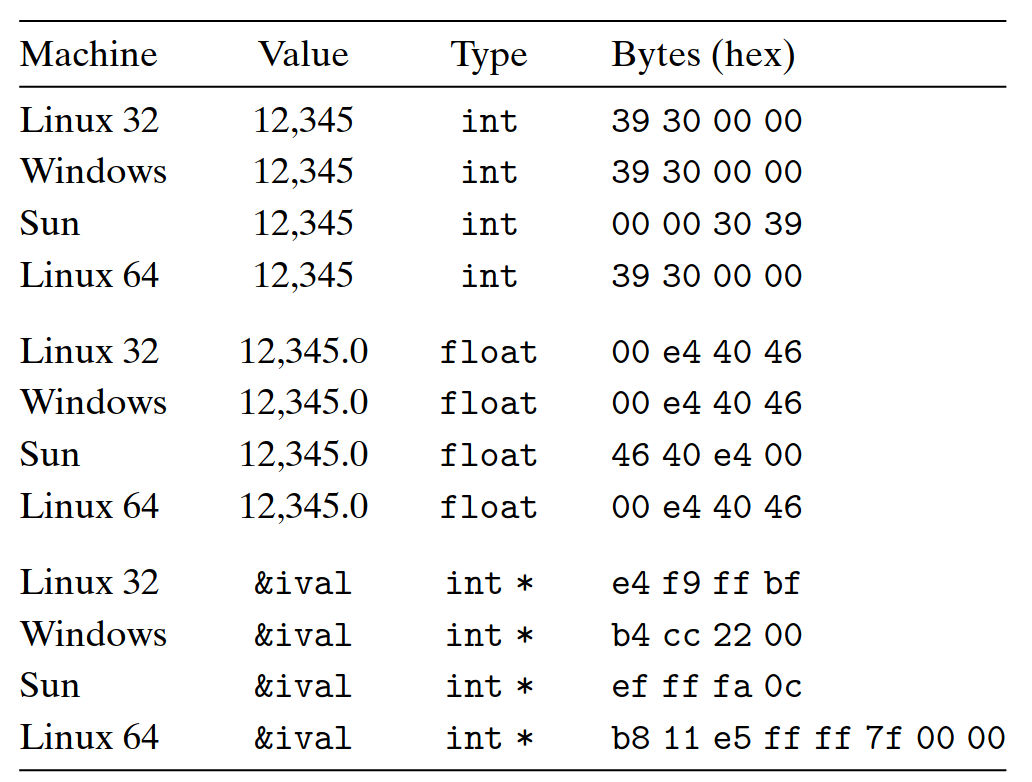 Machine Value Type Bytes (hex)
Linux 32 12,345 int 39 30 00 00
Windows 12,345 int 39 30 00 00
Sun 12,345 int 00 00 30 39
Linux 64 12,345 int 39 30 00 00
Linux 32 12,345.0 float 00 e4 40 46
Windows 12,345.0 float 00 e4 40 46
Sun 12,345.0 float 46 40 e4 00
Linux 64 12,345.0 float 00 e4 40 46
Linux 32 &ival int * e4 f9 ff bf
Windows &ival int * b4 cc 22 00
Sun &ival int * ef ff fa 0c
Linux 64 &ival int * b8 11 e5 ff ff 7f 00 00